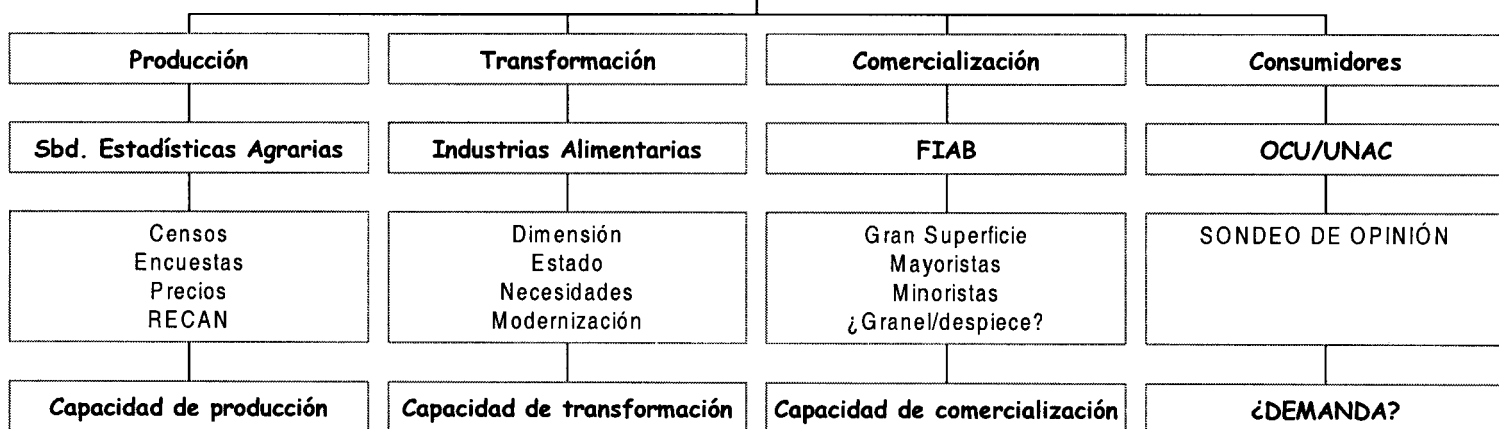 Producción
Transformación
Comercialización
Consumidores
Sbd. Estadísticas Agrarias
Industrias Alimentarias
FIAB
OCU/UNAC
Censos
Encuestas
Precios
RECAN
Dimensión
Estado
Necesidades
Modernización
Gran Superficie
Mayoristas
Minoristas
¿Granel/despiece?
SONDEO DE OPINIÓN
Capacidad de producción
Capacidad de transformación
Capacidad de comercialización
¿DEMANDA?